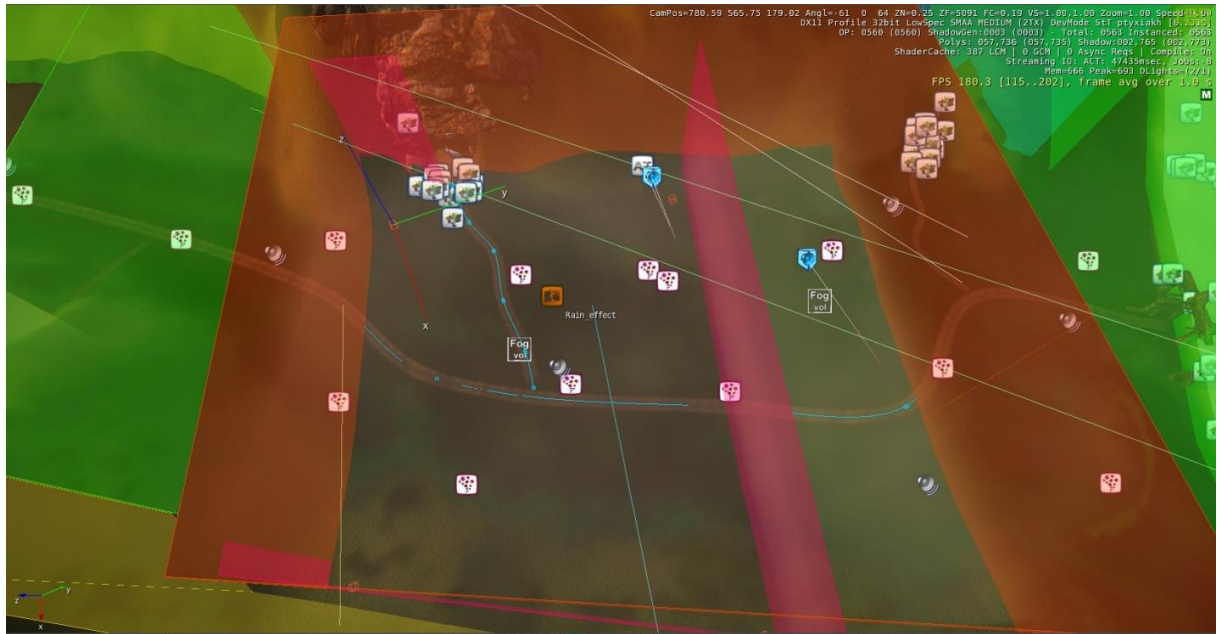 CamPos=780.59 565.75 179.02 Angl=-61 0 64 ZN=0.25 ZF=5091 FC=0.19 VS=1.00,1.00 Zoom=1.00
DX11 Profile 32bit LowSpec SMAA MEDIUM (2TX) DevMode StT ptyxiakh
DP: 0560 (0560) ShadowGen:0003 (0003) - Total: 0563 Instanced: 0563
Polys: 057,736 (057,735) Shadow:002,765 (002,773)
ShaderCache: 387 LCM | 0 GCM | 0 Async Reqs | Compile: On
Streaming IO: ACT: 47435msec, Jobs: 8
Mem=666 Peak=693 DLights=(2/1)
FPS 180.3 [115..202], frame avg over 1.0 s
M
z
AT
y
Fog
vol
Rain_effect
x
Fog
vol
z
y
x